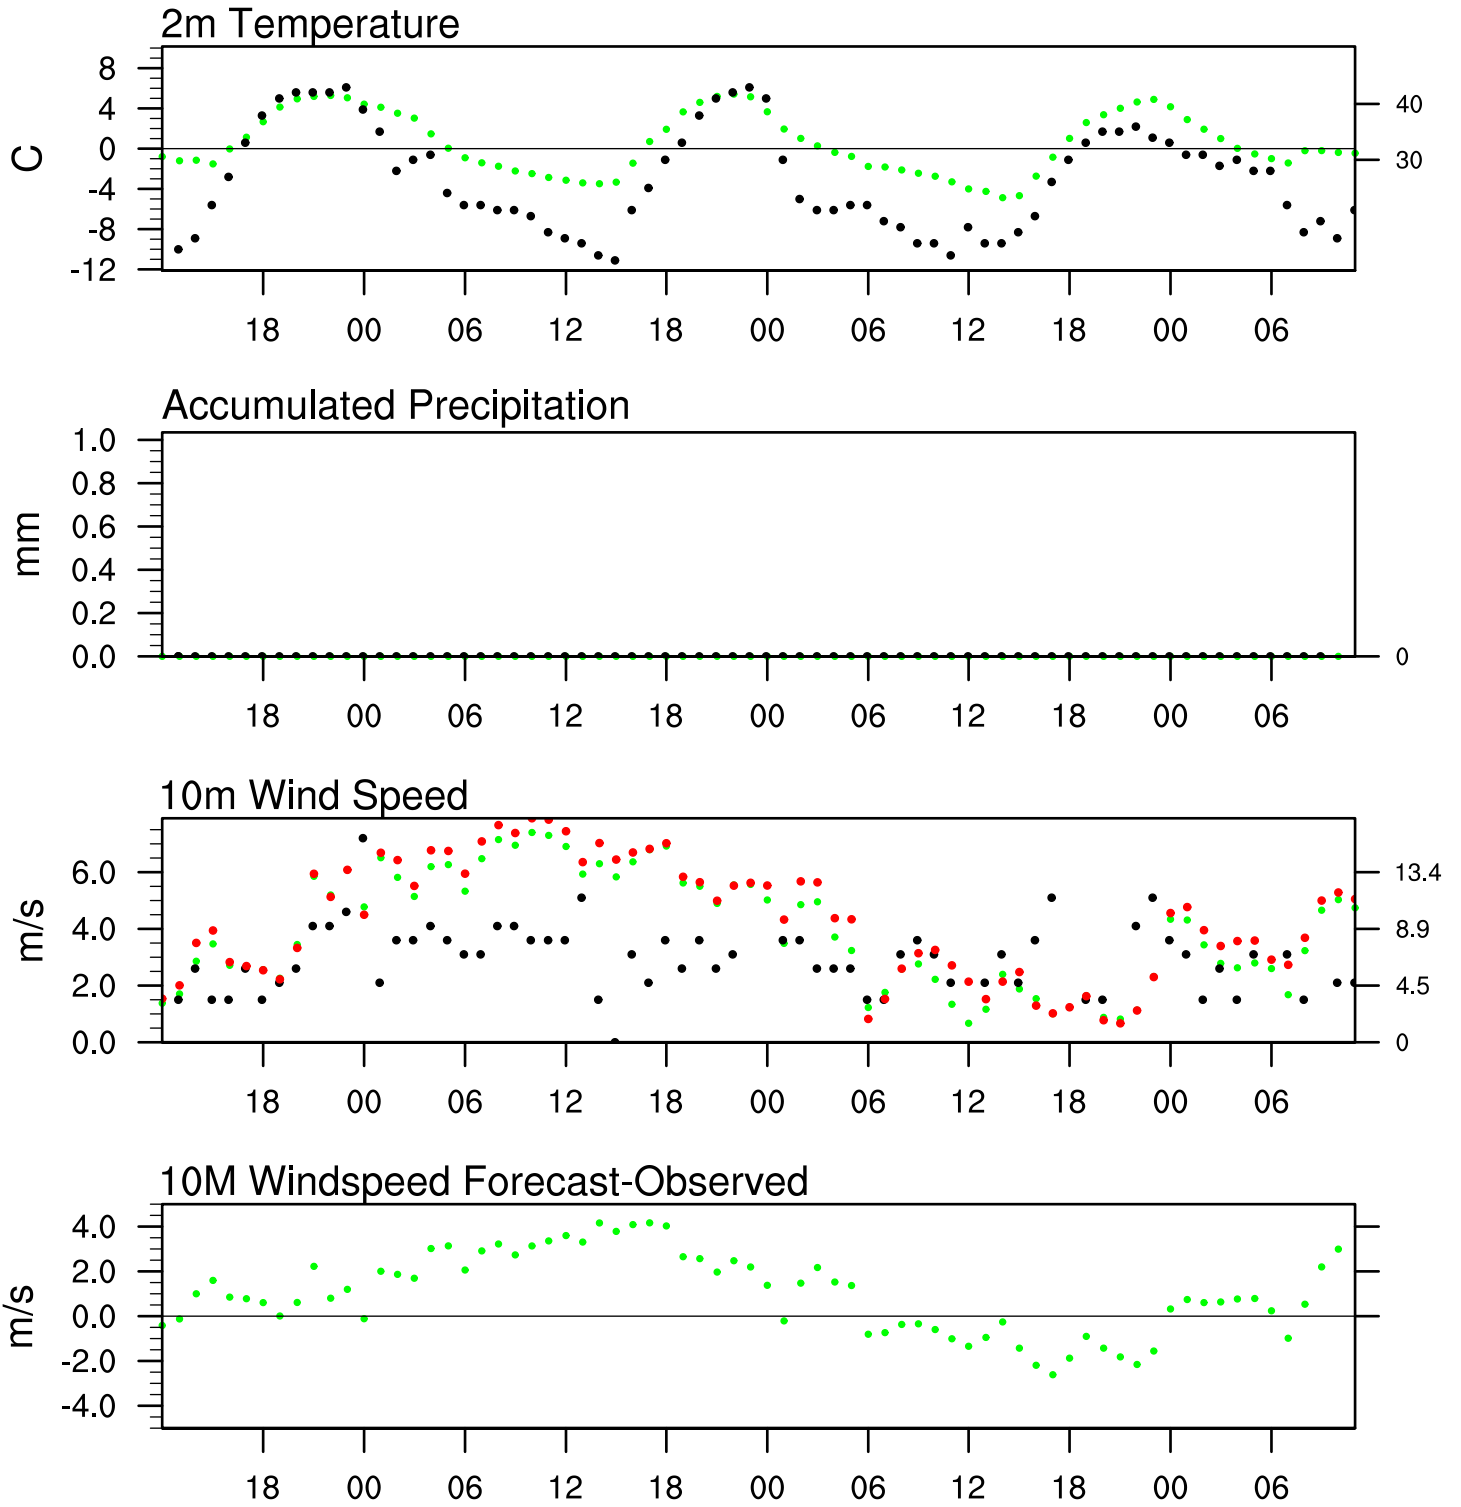 2m Temperature
8
4
0
-4
-8
-12
C
40
30
18 00 06 12 18 00 06 12 18 00 06
Accumulated Precipitation
1.0
0.8
0.6
0.4
0.2
0.0
mm
0
18 00 06 12 18 00 06 12 18 00 06
10m Wind Speed
6.0
4.0
2.0
0.0
m/s
13.4
8.9
4.5
0
18 00 06 12 18 00 06 12 18 00 06
10M Windspeed Forecast-Observed
4.0
2.0
0.0
-2.0
-4.0
m/s
18 00 06 12 18 00 06 12 18 00 06